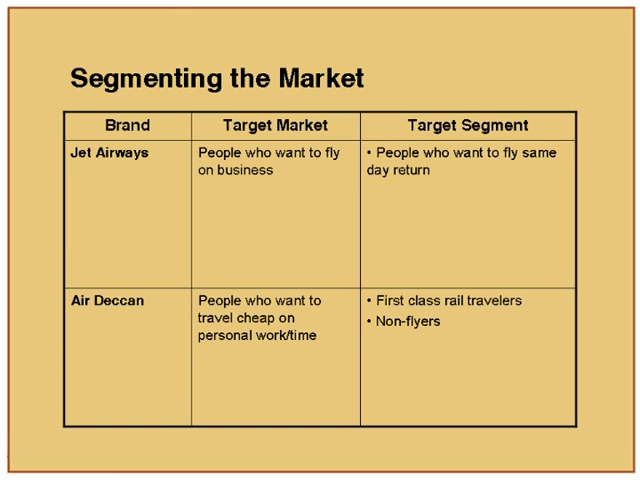 Segmenting the Market
Brand Target Market Target Segment
Jet Airways
People who want to fly
on business
• People who want to fly same
day return
Air Deccan
People who want to
travel cheap on
personal work/time
• First class rail travelers
• Non-flyers